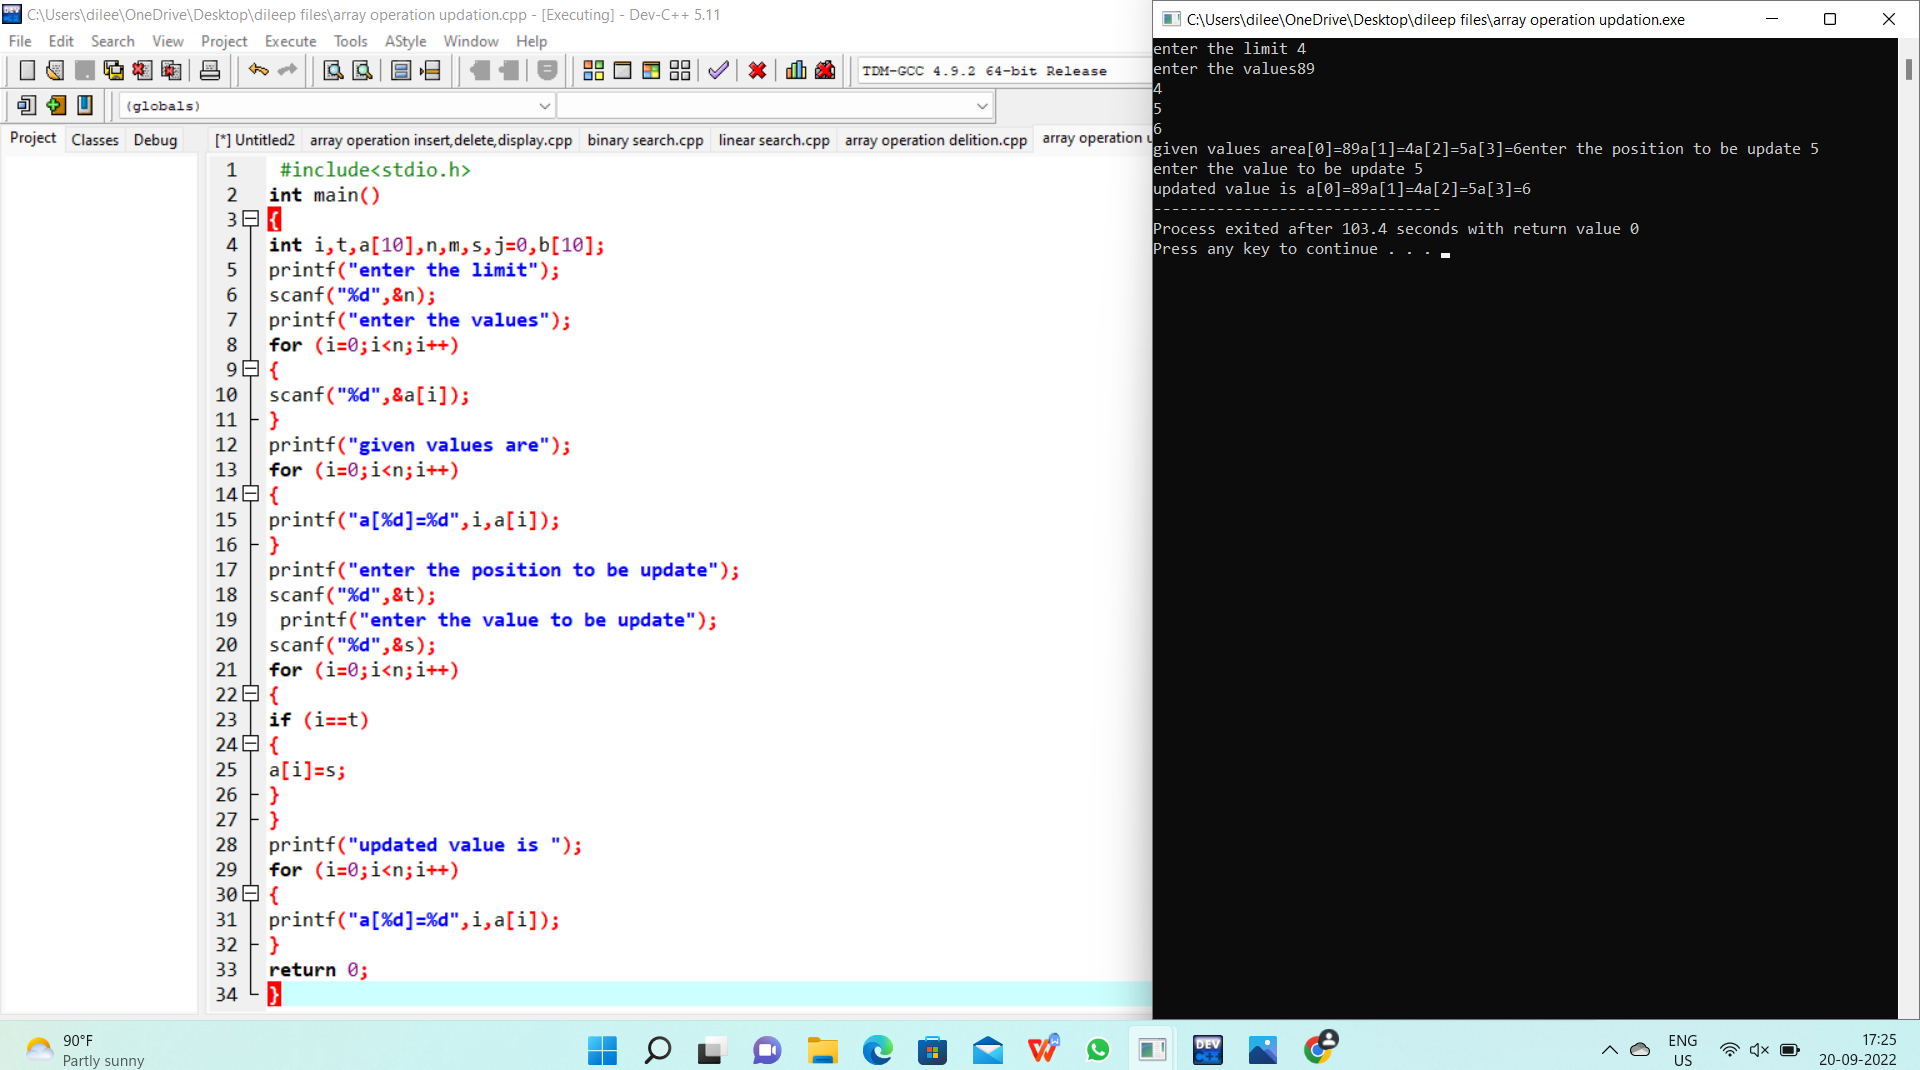 C:\Users\dilee\OneDrive\Desktop\dileep files\array operation updation.cpp - [Executing] - Dev-C++ 5.11
File Edit Search View Project Execute Tools AStyle Window Help
TDM-GCC 4.9.2 64-bit Release
(globals)
Project Classes Debug
[*] Untitled2 array operation insert,delete,display.cpp binary search.cpp linear search.cpp array operation delition.cpp array operation u
1 #include<stdio.h>
2 int main()
3 {
4 int i,t,a[10],n,m,s,j=0,b[10];
5 printf("enter the limit");
6 scanf("%d",&n);
7 printf("enter the values");
8 for (i=0;i<n;i++)
9 {
10 scanf("%d",&a[i]);
11 }
12 printf("given values are");
13 for (i=0;i<n;i++)
14 {
15 printf("a[%d]=%d",i,a[i]);
16 }
17 printf("enter the position to be update");
18 scanf("%d",&t);
19 printf("enter the value to be update");
20 scanf("%d",&s);
21 for (i=0;i<n;i++)
22 {
23 if (i==t)
24 {
25 a[i]=s;
26 }
27 }
28 printf("updated value is ");
29 for (i=0;i<n;i++)
30 {
31 printf("a[%d]=%d",i,a[i]);
32 }
33 return 0;
34 }
C:\Users\dilee\OneDrive\Desktop\dileep files\array operation updation.exe
enter the limit 4
enter the values89
4
5
6
given values area[0]=89a[1]=4a[2]=5a[3]=6enter the position to be update 5
enter the value to be update 5
updated value is a[0]=89a[1]=4a[2]=5a[3]=6
--------------------------------
Process exited after 103.4 seconds with return value 0
Press any key to continue . . .
90°F
Partly sunny
DEV
C++
ENG
US
17:25
20-09-2022